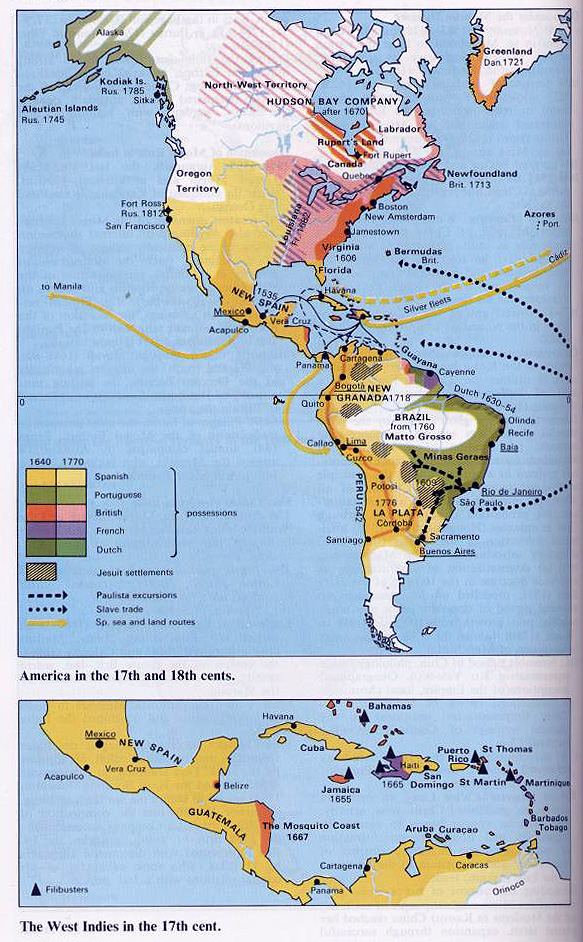 Alaska
Kodiak Is.
Rus. 1785
Sitka
Aleutian Islands
Rus. 1745
North-West Territory
HUDSON BAY COMPANY
after 1670
Greenland
Dan. 1721
Labrador
Rupert's Land
Fort Rupert
Canada
Quebec
Newfoundland
Brit. 1713
Oregon
Territory
Fort Ross
Rus. 1812
San Francisco
Louisiana
Fr. 1682
Boston
New Amsterdam
Jamestown
Virginia
1606
Florida
Azores
Port.
Bermudas
Brit.
Cádiz
Havana
Silver fleets
to Manila
NEW SPAIN
1535
Mexico
Vera Cruz
Acapulco
Panama
Cartagena
Guayana
Cayenne
Bogotá
NEW
GRANADA 1718
Quito
Dutch 1630-54
0
0
BRAZIL
from 1760
Matto Grosso
Olinda
Recife
Baia
Callao
Lima
Cuzco
Minas Geraes
PERU 1542
Potosí
1609
Rio de Janeiro
São Paulo
1776
LA PLATA
Córdoba
Santiago
Sacramento
Buenos Aires
1640
1770
Spanish
Portuguese
British
French
Dutch
possessions
Jesuit settlements
Paulista excursions
Slave trade
Sp. sea and land routes
America in the 17th and 18th cents.
Bahamas
Havana
Cuba
Mexico
NEW SPAIN
Vera Cruz
Acapulco
Puerto
Rico
St Thomas
Haiti
San
Domingo
St Martin
Martinique
Jamaica
1655
1665
Belize
GUATEMALA
The Mosquito Coast
1667
Barbados
Tobago
Aruba Curaçao
Cartagena
Caracas
Panama
Orinoco
Filibusters
The West Indies in the 17th cent.